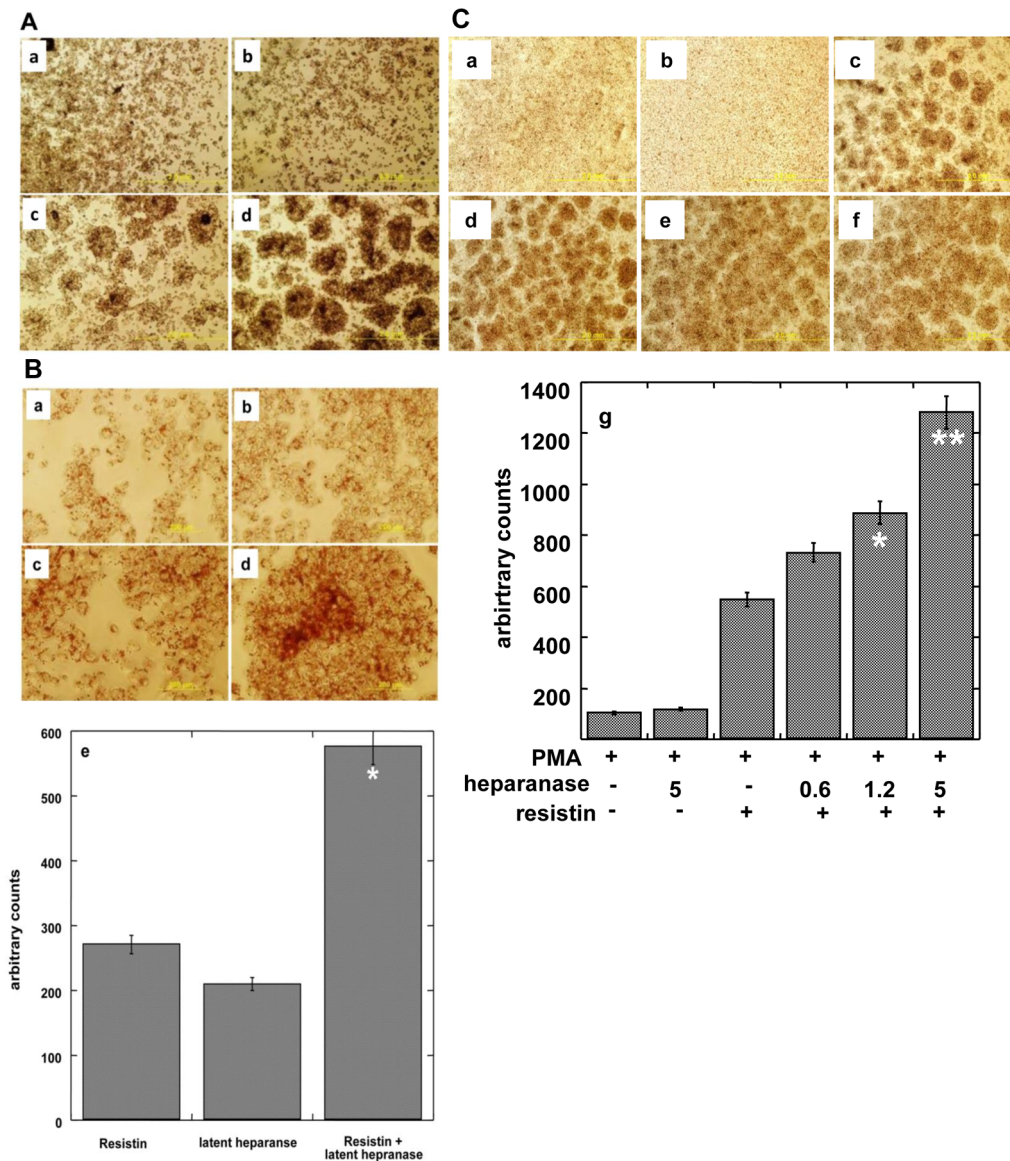 A
a
b
c
d
C
a
b
c
d
e
f
B
a
b
c
d
e
600
500
400
300
200
100
0
arbitrary counts
Resistin
latent heparanse
Resistin +
latent hepranase
g
1400
1200
1000
800
600
400
200
arbirtrary counts
**
*
*
PMA + + + + + +
heparanase - 5 - 0.6 1.2 5
resistin - - + + + +